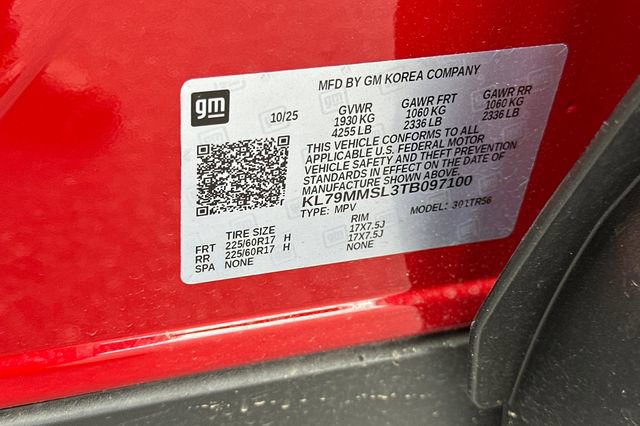 gm
MFD BY GM KOREA COMPANY
10/25 GVWR GAWR FRT GAWR RR
1930 KG 1060 KG 1060 KG
4255 LB 2336 LB 2336 LB
THIS VEHICLE CONFORMS TO ALL
APPLICABLE U.S. FEDERAL MOTOR
VEHICLE SAFETY AND THEFT PREVENTION
STANDARDS IN EFFECT ON THE DATE OF
MANUFACTURE SHOWN ABOVE.
KL79MMSL3TB097100
TYPE: MPV MODEL: 301TR56
TIRE SIZE RIM
FRT 225/60R17 H 17X7.5J
RR 225/60R17 H 17X7.5J
SPA NONE NONE